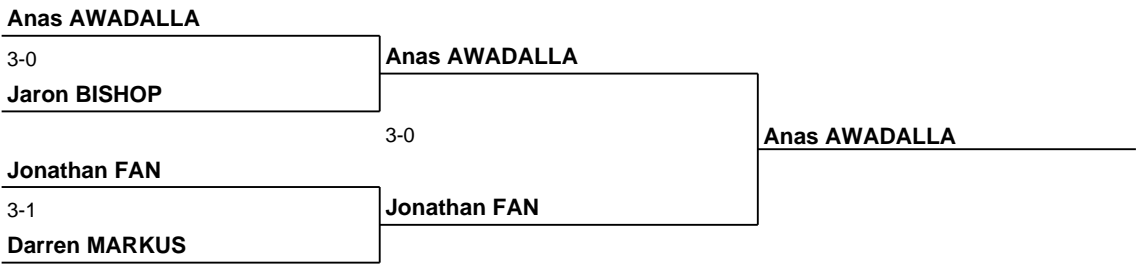 Anas AWADALLA
3-0
Anas AWADALLA
Jaron BISHOP
3-0
Anas AWADALLA
Jonathan FAN
3-1
Jonathan FAN
Darren MARKUS